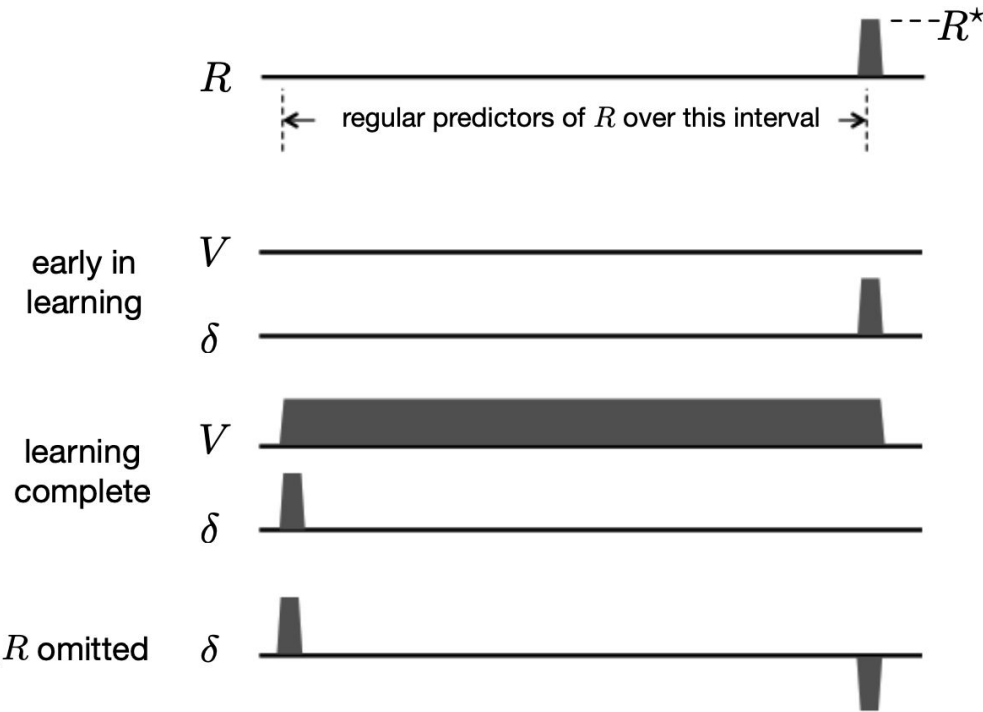 R
---R⋆
regular predictors of R over this interval
early in
learning
V
δ
learning
complete
V
δ
R omitted
δ